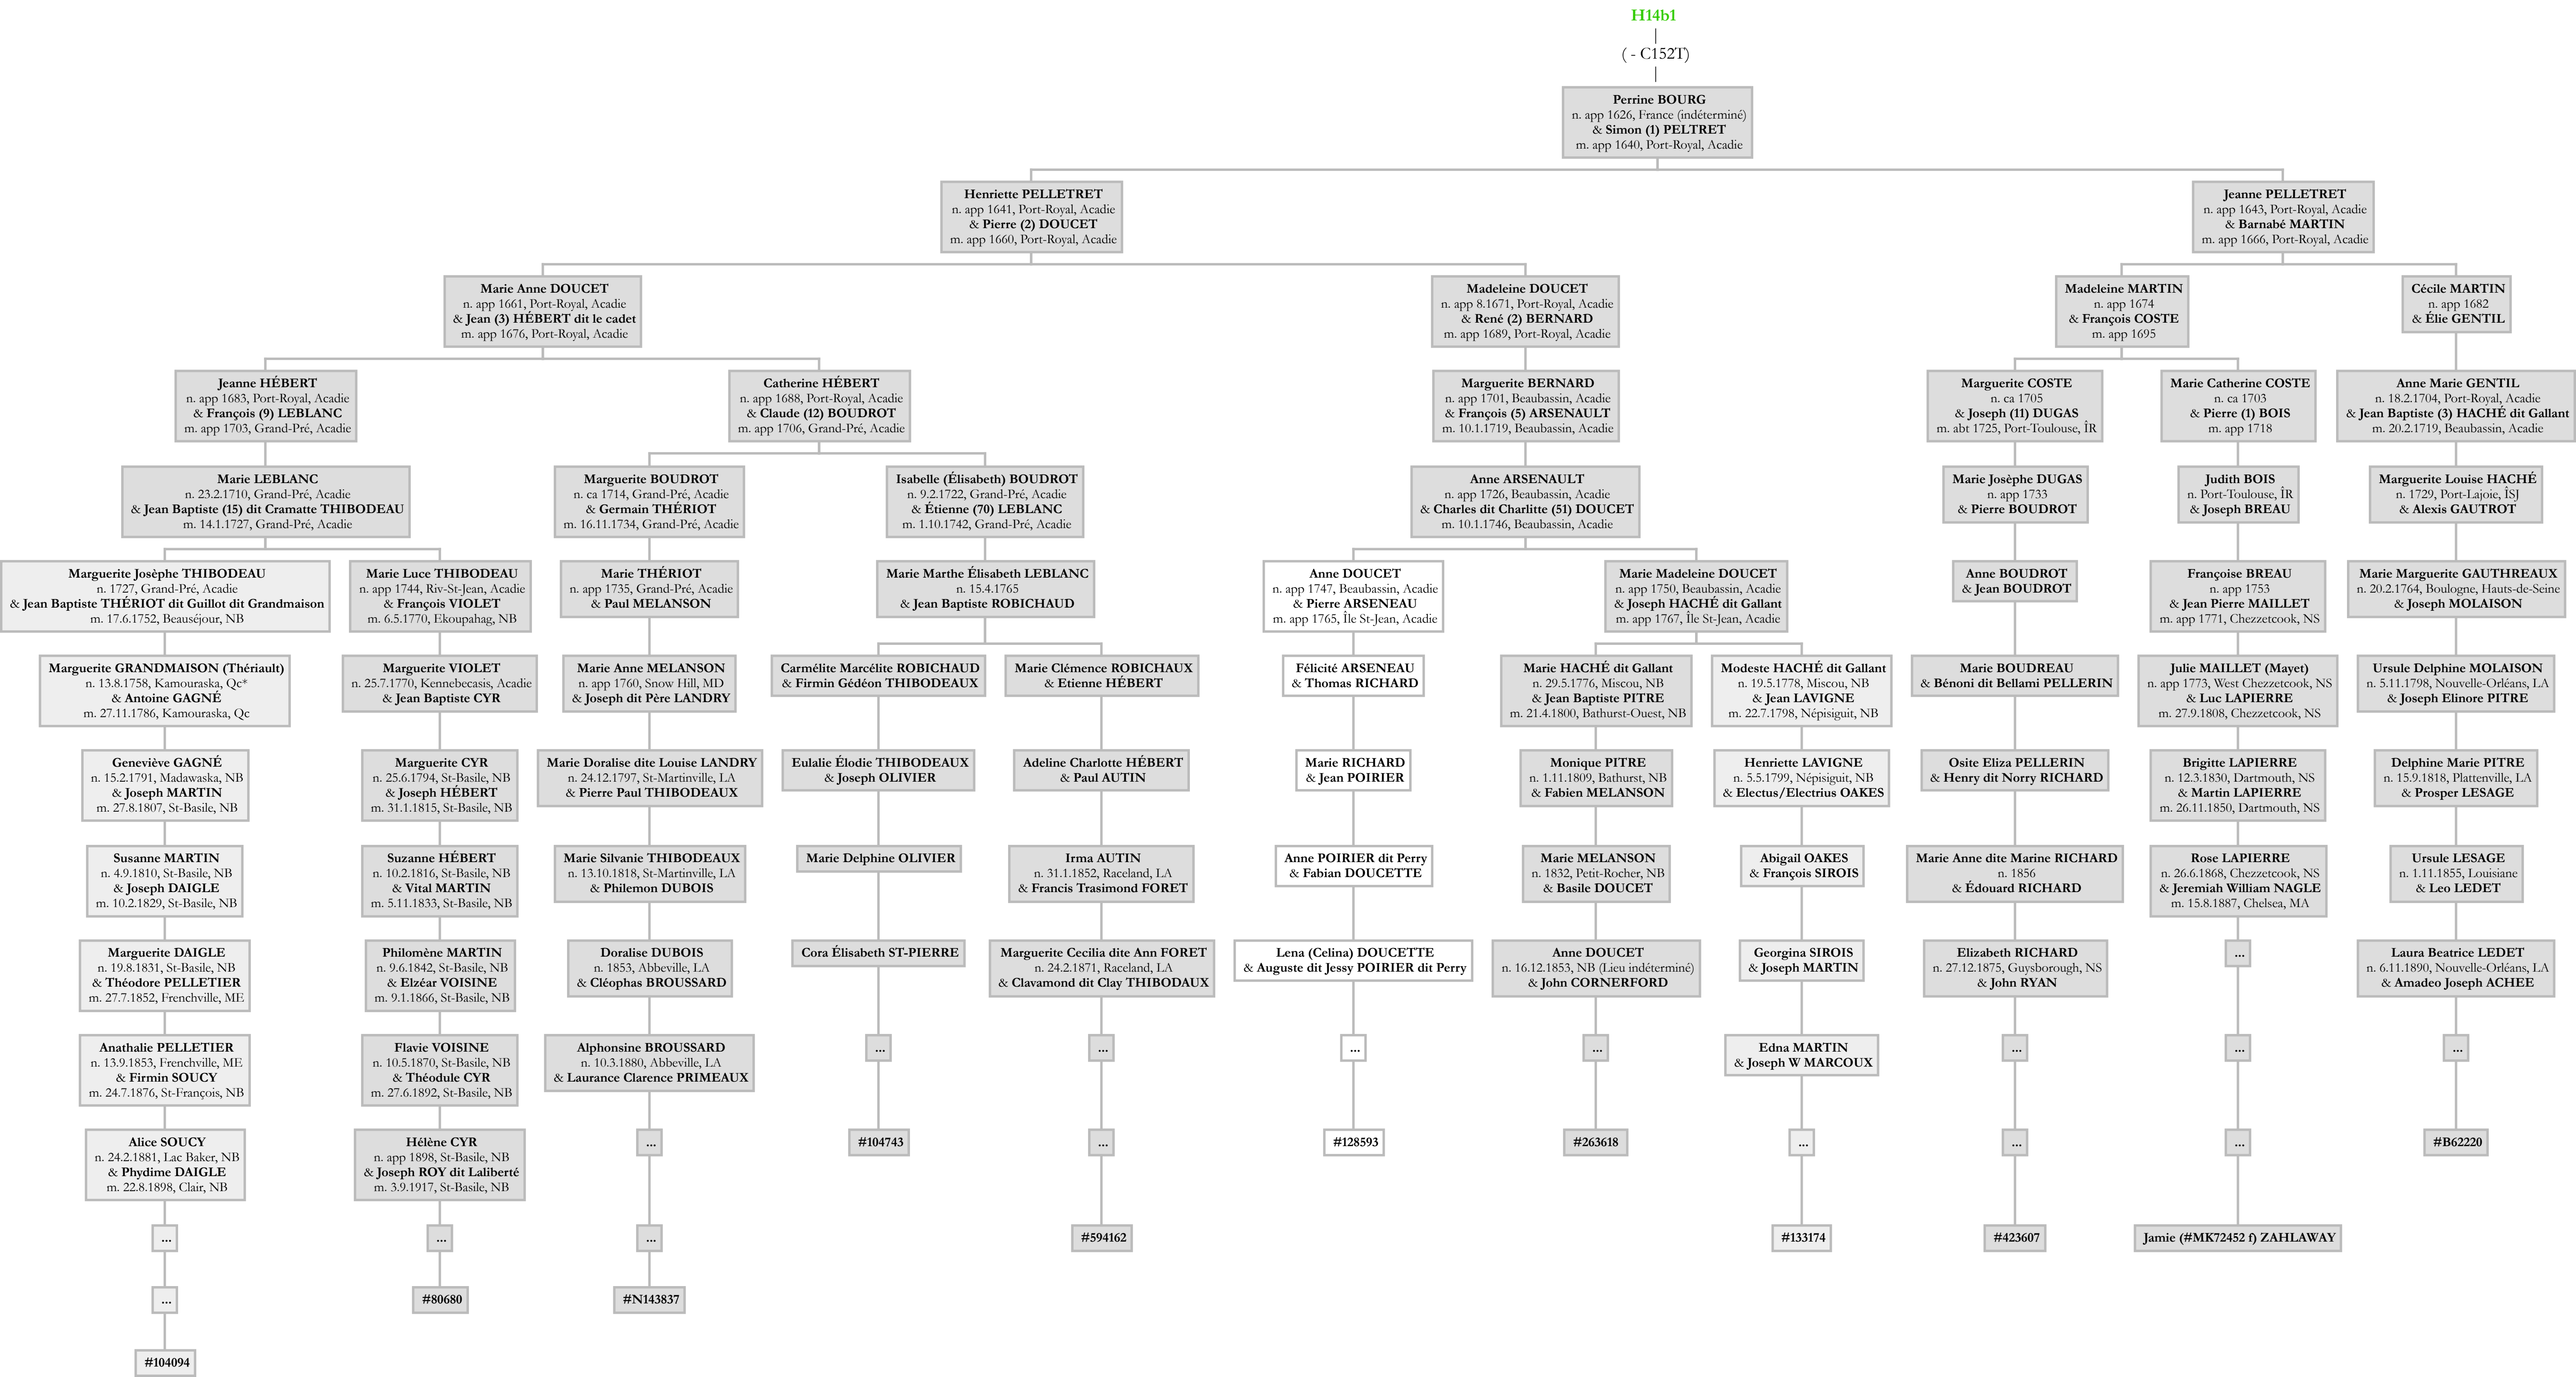 H14b1
( - C152T)
Perrine BOURG
n. app 1626, France (indéterminé)
& Simon (1) PELTRET
m. app 1640, Port-Royal, Acadie
Henriette PELLETRET
n. app 1641, Port-Royal, Acadie
& Pierre (2) DOUCET
m. app 1660, Port-Royal, Acadie
Jeanne PELLETRET
n. app 1643, Port-Royal, Acadie
& Barnabé MARTIN
m. app 1666, Port-Royal, Acadie
Marie Anne DOUCET
n. app 1661, Port-Royal, Acadie
& Jean (3) HÉBERT dit le cadet
m. app 1676, Port-Royal, Acadie
Madeleine DOUCET
n. app 8.1671, Port-Royal, Acadie
& René (2) BERNARD
m. app 1689, Port-Royal, Acadie
Madeleine MARTIN
n. app 1674
& François COSTE
m. app 1695
Cécile MARTIN
n. app 1682
& Élie GENTIL
Jeanne HÉBERT
n. app 1683, Port-Royal, Acadie
& François (9) LEBLANC
m. app 1703, Grand-Pré, Acadie
Catherine HÉBERT
n. app 1688, Port-Royal, Acadie
& Claude (12) BOUDROT
m. app 1706, Grand-Pré, Acadie
Marguerite BERNARD
n. app 1701, Beaubassin, Acadie
& François (5) ARSENAULT
m. 10.1.1719, Beaubassin, Acadie
Marguerite COSTE
n. ca 1705
& Joseph (11) DUGAS
m. abt 1725, Port-Toulouse, ÎR
Marie Catherine COSTE
n. ca 1703
& Pierre (1) BOIS
m. app 1718
Anne Marie GENTIL
n. 18.2.1704, Port-Royal, Acadie
& Jean Baptiste (3) HACHÉ dit Gallant
m. 20.2.1719, Beaubassin, Acadie
Marie LEBLANC
n. 23.2.1710, Grand-Pré, Acadie
& Jean Baptiste (15) dit Cramatte THIBODEAU
m. 14.1.1727, Grand-Pré, Acadie
Marguerite BOUDROT
n. ca 1714, Grand-Pré, Acadie
& Germain THÉRIOT
m. 16.11.1734, Grand-Pré, Acadie
Isabelle (Élisabeth) BOUDROT
n. 9.2.1722, Grand-Pré, Acadie
& Étienne (70) LEBLANC
m. 1.10.1742, Grand-Pré, Acadie
Anne ARSENAULT
n. app 1726, Beaubassin, Acadie
& Charles dit Charlitte (51) DOUCET
m. 10.1.1746, Beaubassin, Acadie
Marie Josèphe DUGAS
n. app 1733
& Pierre BOUDROT
Judith BOIS
n. Port-Toulouse, ÎR
& Joseph BREAU
Marguerite Louise HACHÉ
n. 1729, Port-Lajoie, ÎSJ
& Alexis GAUTROT
Marguerite Josèphe THIBODEAU
n. 1727, Grand-Pré, Acadie
& Jean Baptiste THÉRIOT dit Guillot dit Grandmaison
m. 17.6.1752, Beauséjour, NB
Marie Luce THIBODEAU
n. app 1744, Riv-St-Jean, Acadie
& François VIOLET
m. 6.5.1770, Ekoupahag, NB
Marie THÉRIOT
n. app 1735, Grand-Pré, Acadie
& Paul MELANSON
Marie Marthe Élisabeth LEBLANC
n. 15.4.1765
& Jean Baptiste ROBICHAUD
Anne DOUCET
n. app 1747, Beaubassin, Acadie
& Pierre ARSENEAU
m. app 1765, Île St-Jean, Acadie
Marie Madeleine DOUCET
n. app 1750, Beaubassin, Acadie
& Joseph HACHÉ dit Gallant
m. app 1767, Île St-Jean, Acadie
Anne BOUDROT
& Jean BOUDROT
Françoise BREAU
n. app 1753
& Jean Pierre MAILLET
m. app 1771, Chezzetcook, NS
Marie Marguerite GAUTHREAUX
n. 20.2.1764, Boulogne, Hauts-de-Seine
& Joseph MOLAISON
Marguerite GRANDMAISON (Thériault)
n. 13.8.1758, Kamouraska, Qc*
& Antoine GAGNÉ
m. 27.11.1786, Kamouraska, Qc
Marguerite VIOLET
n. 25.7.1770, Kennebecasis, Acadie
& Jean Baptiste CYR
Marie Anne MELANSON
n. app 1760, Snow Hill, MD
& Joseph dit Père LANDRY
Carmélite Marcélite ROBICHAUD
& Firmin Gédéon THIBODEAUX
Marie Clémence ROBICHAUX
& Etienne HÉBERT
Félicité ARSENEAU
& Thomas RICHARD
Marie HACHÉ dit Gallant
n. 29.5.1776, Miscou, NB
& Jean Baptiste PITRE
m. 21.4.1800, Bathurst-Ouest, NB
Modeste HACHÉ dit Gallant
n. 19.5.1778, Miscou, NB
& Jean LAVIGNE
m. 22.7.1798, Népisiguit, NB
Marie BOUDREAU
& Bénoni dit Bellami PELLERIN
Julie MAILLET (Mayet)
n. app 1773, West Chezzetcook, NS
& Luc LAPIERRE
m. 27.9.1808, Chezzetcook, NS
Ursule Delphine MOLAISON
n. 5.11.1798, Nouvelle-Orléans, LA
& Joseph Elinore PITRE
Geneviève GAGNÉ
n. 15.2.1791, Madawaska, NB
& Joseph MARTIN
m. 27.8.1807, St-Basile, NB
Marguerite CYR
n. 25.6.1794, St-Basile, NB
& Joseph HÉBERT
m. 31.1.1815, St-Basile, NB
Marie Doralise dite Louise LANDRY
n. 24.12.1797, St-Martinville, LA
& Pierre Paul THIBODEAUX
Eulalie Élodie THIBODEAUX
& Joseph OLIVIER
Adeline Charlotte HÉBERT
& Paul AUTIN
Marie RICHARD
& Jean POIRIER
Monique PITRE
n. 1.11.1809, Bathurst, NB
& Fabien MELANSON
Henriette LAVIGNE
n. 5.5.1799, Népisiguit, NB
& Electus/Electrius OAKES
Osite Eliza PELLERIN
& Henry dit Norry RICHARD
Brigitte LAPIERRE
n. 12.3.1830, Dartmouth, NS
& Martin LAPIERRE
m. 26.11.1850, Dartmouth, NS
Delphine Marie PITRE
n. 15.9.1818, Plattenville, LA
& Prosper LESAGE
Susanne MARTIN
n. 4.9.1810, St-Basile, NB
& Joseph DAIGLE
m. 10.2.1829, St-Basile, NB
Suzanne HÉBERT
n. 10.2.1816, St-Basile, NB
& Vital MARTIN
m. 5.11.1833, St-Basile, NB
Marie Silvanie THIBODEAUX
n. 13.10.1818, St-Martinville, LA
& Philemon DUBOIS
Marie Delphine OLIVIER
Irma AUTIN
n. 31.1.1852, Raceland, LA
& Francis Trasimond FORET
Anne POIRIER dit Perry
& Fabian DOUCETTE
Marie MELANSON
n. 1832, Petit-Rocher, NB
& Basile DOUCET
Abigail OAKES
& François SIROIS
Marie Anne dite Marine RICHARD
n. 1856
& Édouard RICHARD
Rose LAPIERRE
n. 26.6.1868, Chezzetcook, NS
& Jeremiah William NAGLE
m. 15.8.1887, Chelsea, MA
Ursule LESAGE
n. 1.11.1855, Louisiane
& Leo LEDET
Marguerite DAIGLE
n. 19.8.1831, St-Basile, NB
& Théodore PELLETIER
m. 27.7.1852, Frenchville, ME
Philomène MARTIN
n. 9.6.1842, St-Basile, NB
& Elzéar VOISINE
m. 9.1.1866, St-Basile, NB
Doralise DUBOIS
n. 1853, Abbeville, LA
& Cléophas BROUSSARD
Cora Élisabeth ST-PIERRE
Marguerite Cecilia dite Ann FORET
n. 24.2.1871, Raceland, LA
& Clavamond dit Clay THIBODAUX
Lena (Celina) DOUCETTE
& Auguste dit Jessy POIRIER dit Perry
Anne DOUCET
n. 16.12.1853, NB (Lieu indéterminé)
& John CORNERFORD
Georgina SIROIS
& Joseph MARTIN
Elizabeth RICHARD
n. 27.12.1875, Guysborough, NS
& John RYAN
...
Laura Beatrice LEDET
n. 6.11.1890, Nouvelle-Orléans, LA
& Amadeo Joseph ACHEE
Anathalie PELLETIER
n. 13.9.1853, Frenchville, ME
& Firmin SOUCY
m. 24.7.1876, St-François, NB
Flavie VOISINE
n. 10.5.1870, St-Basile, NB
& Théodule CYR
m. 27.6.1892, St-Basile, NB
Alphonsine BROUSSARD
n. 10.3.1880, Abbeville, LA
& Laurance Clarence PRIMEAUX
...
...
...
...
Edna MARTIN
& Joseph W MARCOUX
...
...
...
Alice SOUCY
n. 24.2.1881, Lac Baker, NB
& Phydime DAIGLE
m. 22.8.1898, Clair, NB
Hélène CYR
n. app 1898, St-Basile, NB
& Joseph ROY dit Laliberté
m. 3.9.1917, St-Basile, NB
...
#104743
...
#128593
#263618
...
...
...
#B62220
...
...
...
#594162
#133174
#423607
Jamie (#MK72452 f) ZAHLAWAY
...
#80680
#N143837
#104094